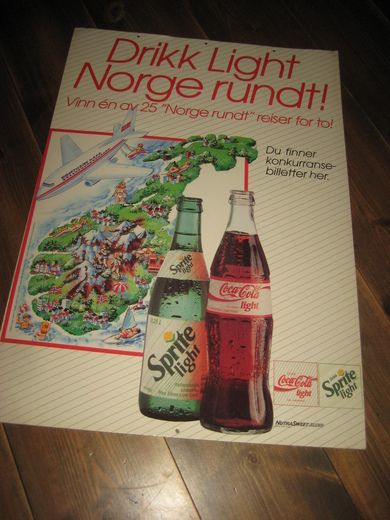 Drikk Light
Norge rundt!
Vinn én av 25 "Norge rundt" reiser for to!
Du finner
konkurranse-
billetter her.
Sprite
light
Coca-Cola
light
Sprite
light
Coca-Cola
light
Sprite
light
NUTRASWEET